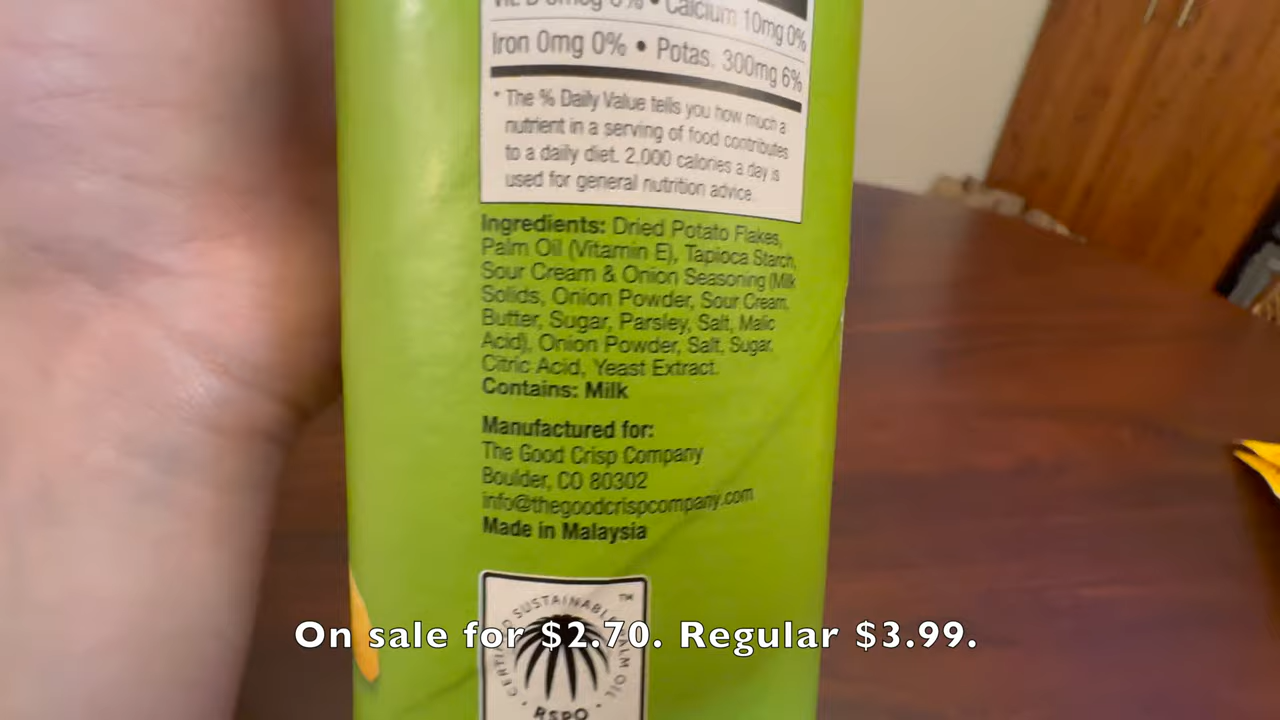 Vit. D 0mcg 0% • Calcium 10mg 0%
Iron 0mg 0% • Potas. 300mg 6%
* The % Daily Value tells you how much a
nutrient in a serving of food contributes
to a daily diet. 2,000 calories a day is
used for general nutrition advice.
Ingredients: Dried Potato Flakes,
Palm Oil (Vitamin E), Tapioca Starch,
Sour Cream & Onion Seasoning (Milk
Solids, Onion Powder, Sour Cream,
Butter, Sugar, Parsley, Salt, Malic
Acid), Onion Powder, Salt, Sugar,
Citric Acid, Yeast Extract.
Contains: Milk
Manufactured for:
The Good Crisp Company
Boulder, CO 80302
info@thegoodcrispcompany.com
Made in Malaysia
CERTIFIED SUSTAINABLE PALM OIL ™
RSPO
On sale for $2.70. Regular $3.99.